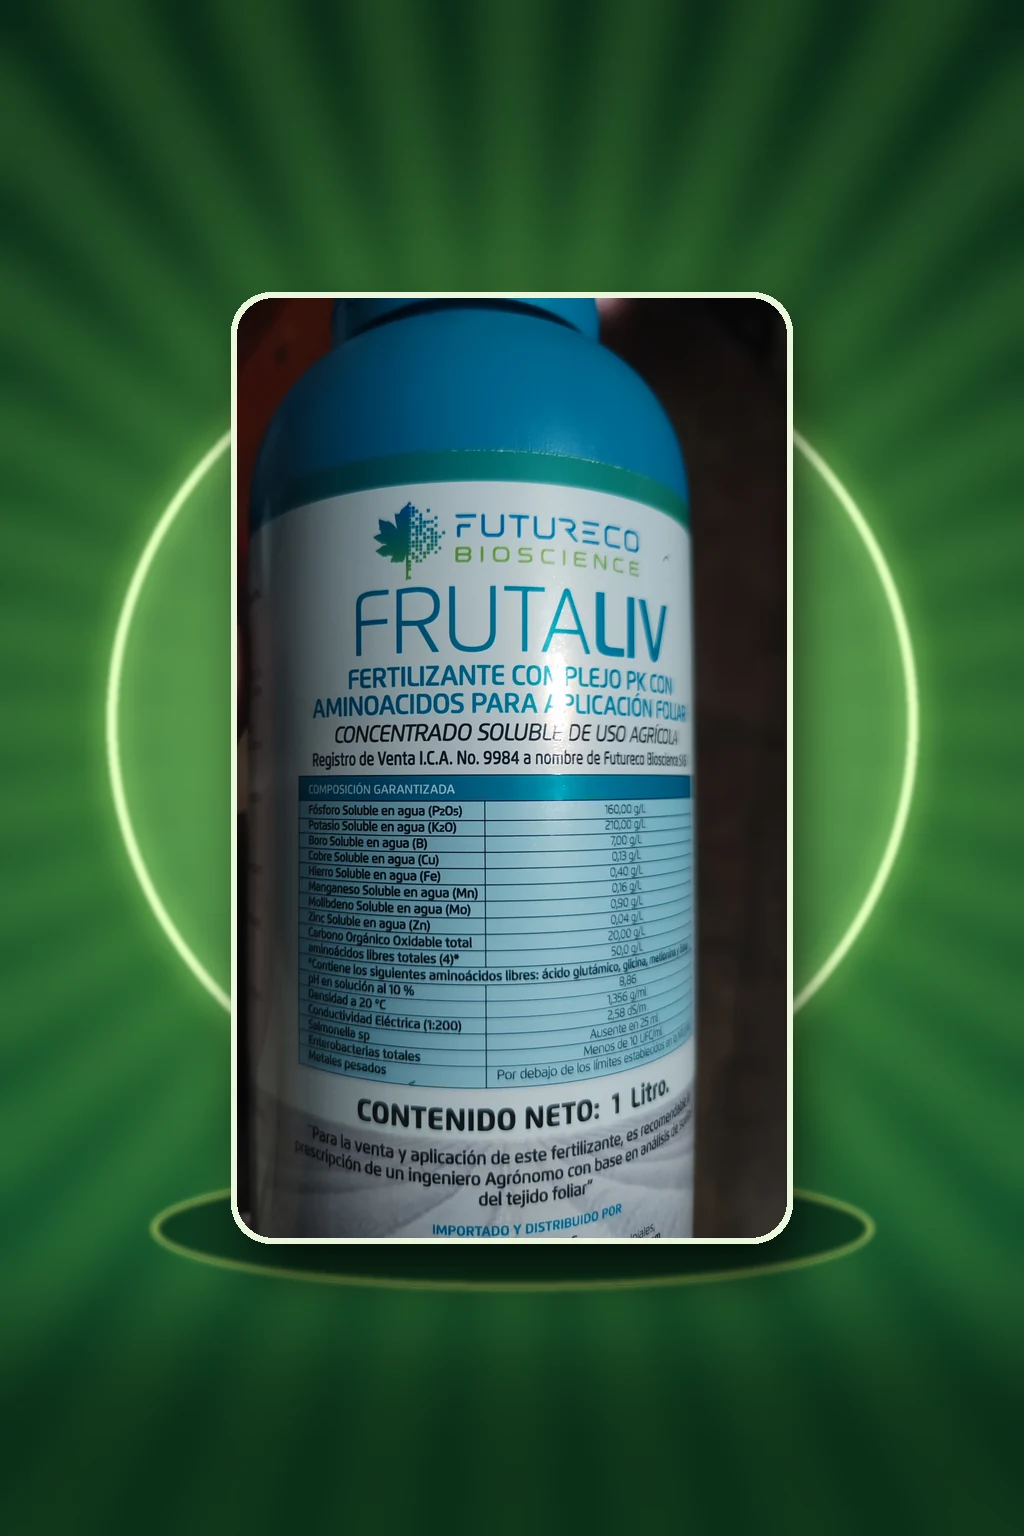 FUTURECO
BIOSCIENCE
FRUTALIV
FERTILIZANTE COMPLEJO PK CON
AMINOACIDOS PARA APLICACIÓN FOLIAR
CONCENTRADO SOLUBLE DE USO AGRÍCOLA
Registro de Venta I.C.A. No. 9984 a nombre de Futureco Bioscience
COMPOSICIÓN GARANTIZADA
Fósforo Soluble en agua (P2O5) 160,00 g/L
Potasio Soluble en agua (K2O) 210,00 g/L
Boro Soluble en agua (B) 7,00 g/L
Cobre Soluble en agua (Cu) 0,13 g/L
Hierro Soluble en agua (Fe) 0,40 g/L
Manganeso Soluble en agua (Mn) 0,16 g/L
Molibdeno Soluble en agua (Mo) 0,90 g/L
Zinc Soluble en agua (Zn) 0,04 g/L
Carbono Orgánico Oxidable total 20,00 g/L
aminoácidos libres totales (4)* 50,0 g/L
*Contiene los siguientes aminoácidos libres: ácido glutámico, glicina, metionina
pH en solución al 10 % 8,86
Densidad a 20 °C 1,356 g/ml
Conductividad Eléctrica (1:200) 2,58 dS/m
Salmonella sp Ausente en 25 ml
Enterobacterias totales Menos de 10 UFC/ml
Metales pesados Por debajo de los límites establecidos en
CONTENIDO NETO: 1 Litro.
"Para la venta y aplicación de este fertilizante, es
prescripción de un ingeniero Agrónomo con base en análisis de
del tejido foliar"
IMPORTADO Y DISTRIBUIDO POR